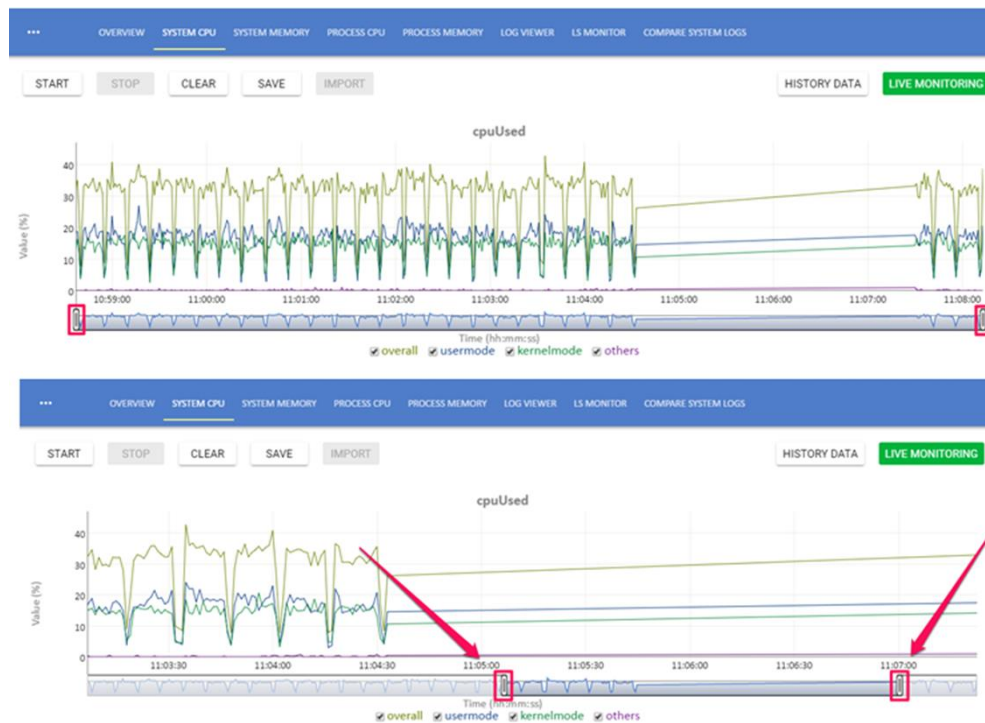 ••• OVERVIEW SYSTEM CPU SYSTEM MEMORY PROCESS CPU PROCESS MEMORY LOG VIEWER LS MONITOR COMPARE SYSTEM LOGS
START STOP CLEAR SAVE IMPORT HISTORY DATA LIVE MONITORING
cpuUsed
40
30
20
10
0
Value (%)
10:59:00 11:00:00 11:01:00 11:02:00 11:03:00 11:04:00 11:05:00 11:06:00 11:07:00 11:08:00
Time (hh:mm:ss)
overall usermode kernelmode others
••• OVERVIEW SYSTEM CPU SYSTEM MEMORY PROCESS CPU PROCESS MEMORY LOG VIEWER LS MONITOR COMPARE SYSTEM LOGS
START STOP CLEAR SAVE IMPORT HISTORY DATA LIVE MONITORING
cpuUsed
40
30
20
10
0
Value (%)
11:03:30 11:04:00 11:04:30 11:05:00 11:05:30 11:06:00 11:06:30 11:07:00
Time (hh:mm:ss)
overall usermode kernelmode others